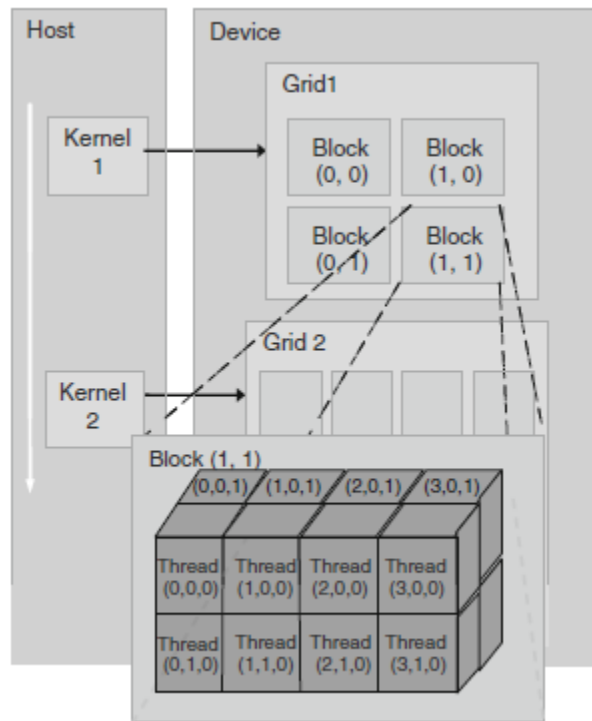 Host
Device
Grid1
Kernel
1
Block
(0, 0)
Block
(1, 0)
Block
(0, 1)
Block
(1, 1)
Grid 2
Kernel
2
Block (1, 1)
(0,0,1)
(1,0,1)
(2,0,1)
(3,0,1)
Thread
(0,0,0)
Thread
(1,0,0)
Thread
(2,0,0)
Thread
(3,0,0)
Thread
(0,1,0)
Thread
(1,1,0)
Thread
(2,1,0)
Thread
(3,1,0)